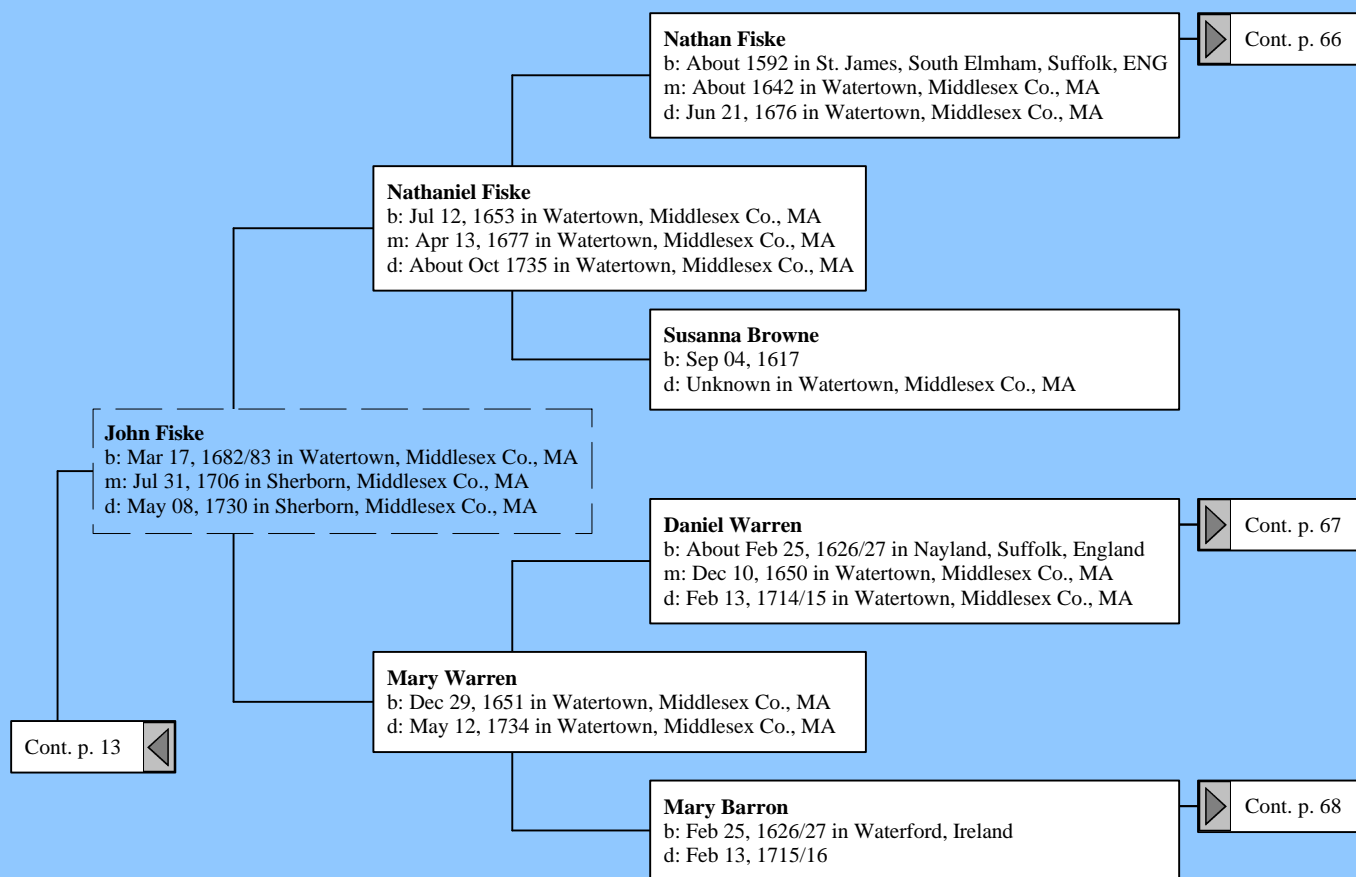 Nathan Fiske
b: About 1592 in St. James, South Elmham, Suffolk, ENG
m: About 1642 in Watertown, Middlesex Co., MA
d: Jun 21, 1676 in Watertown, Middlesex Co., MA
Cont. p. 66
Nathaniel Fiske
b: Jul 12, 1653 in Watertown, Middlesex Co., MA
m: Apr 13, 1677 in Watertown, Middlesex Co., MA
d: About Oct 1735 in Watertown, Middlesex Co., MA
Susanna Browne
b: Sep 04, 1617
d: Unknown in Watertown, Middlesex Co., MA
John Fiske
b: Mar 17, 1682/83 in Watertown, Middlesex Co., MA
m: Jul 31, 1706 in Sherborn, Middlesex Co., MA
d: May 08, 1730 in Sherborn, Middlesex Co., MA
Daniel Warren
b: About Feb 25, 1626/27 in Nayland, Suffolk, England
m: Dec 10, 1650 in Watertown, Middlesex Co., MA
d: Feb 13, 1714/15 in Watertown, Middlesex Co., MA
Cont. p. 67
Mary Warren
b: Dec 29, 1651 in Watertown, Middlesex Co., MA
d: May 12, 1734 in Watertown, Middlesex Co., MA
Cont. p. 13
Mary Barron
b: Feb 25, 1626/27 in Waterford, Ireland
d: Feb 13, 1715/16
Cont. p. 68